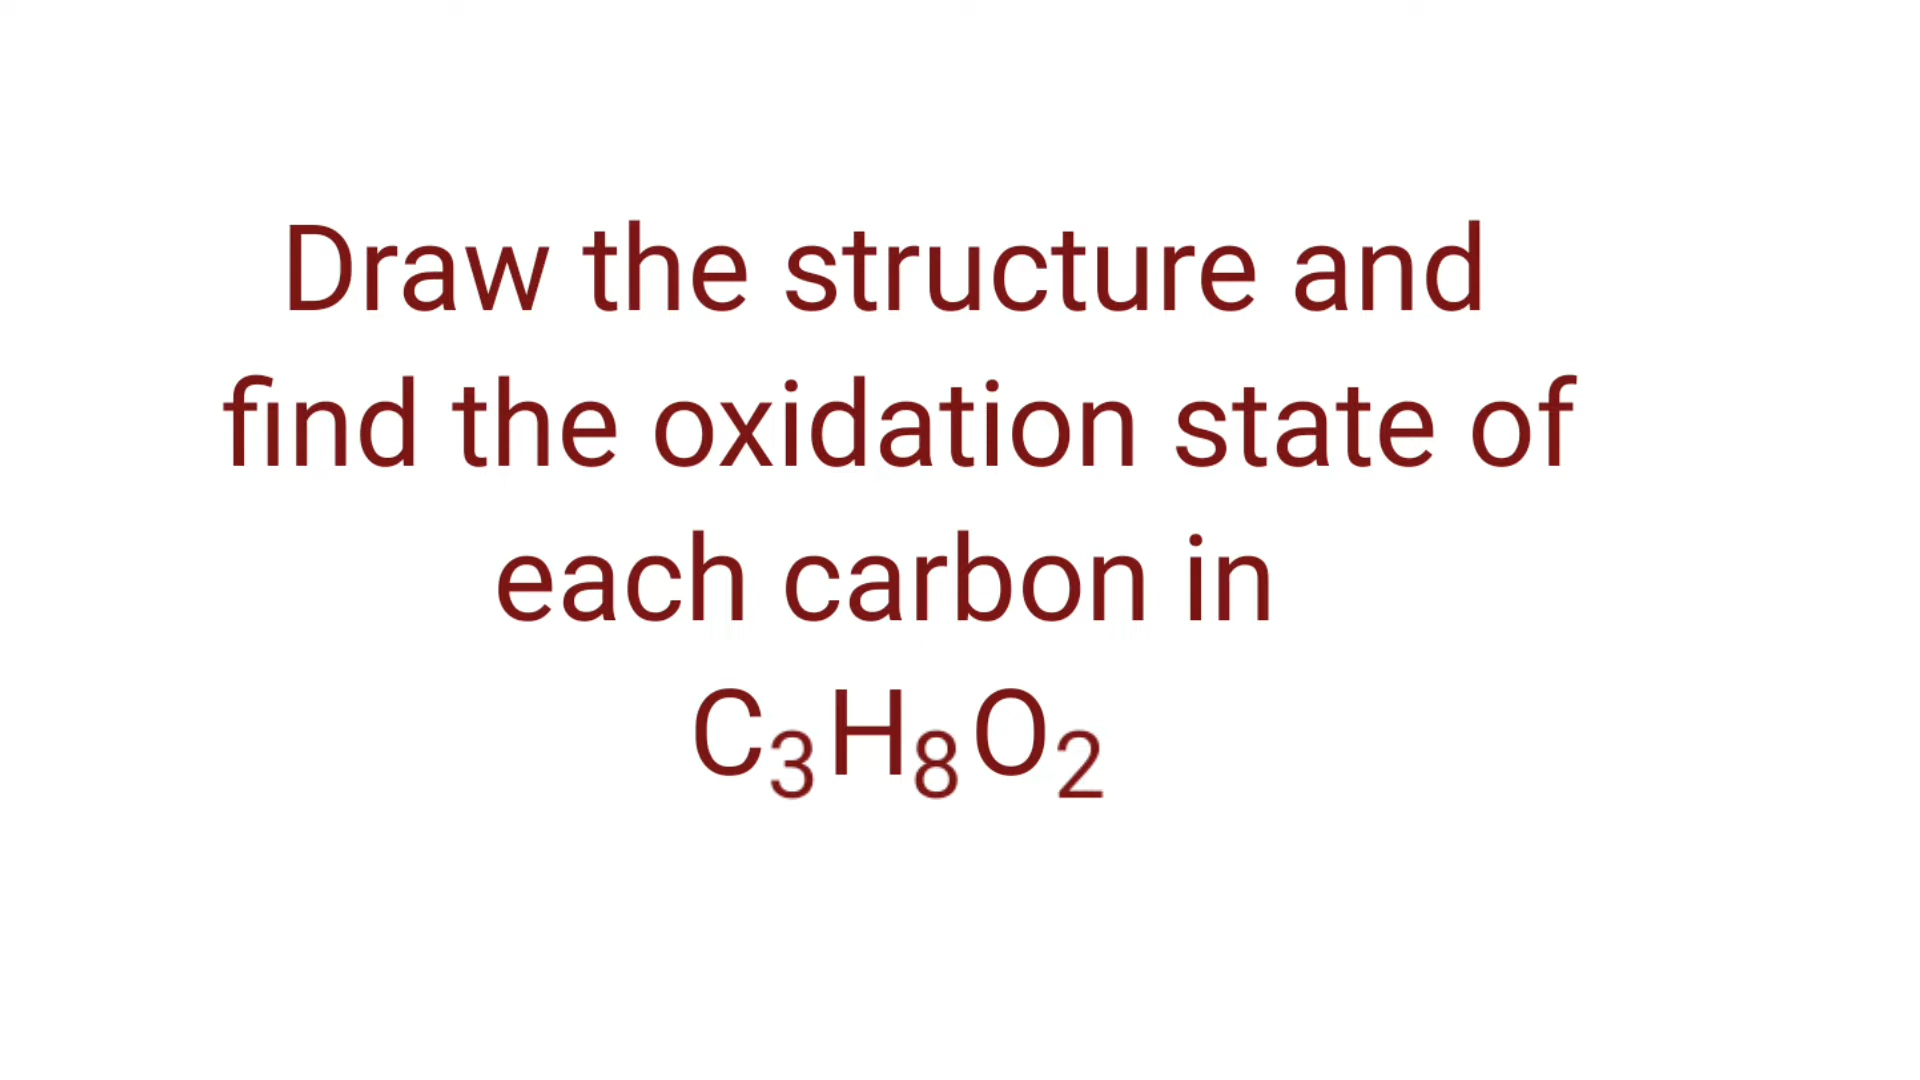 Draw the structure and
find the oxidation state of
each carbon in
C₃H₈O₂